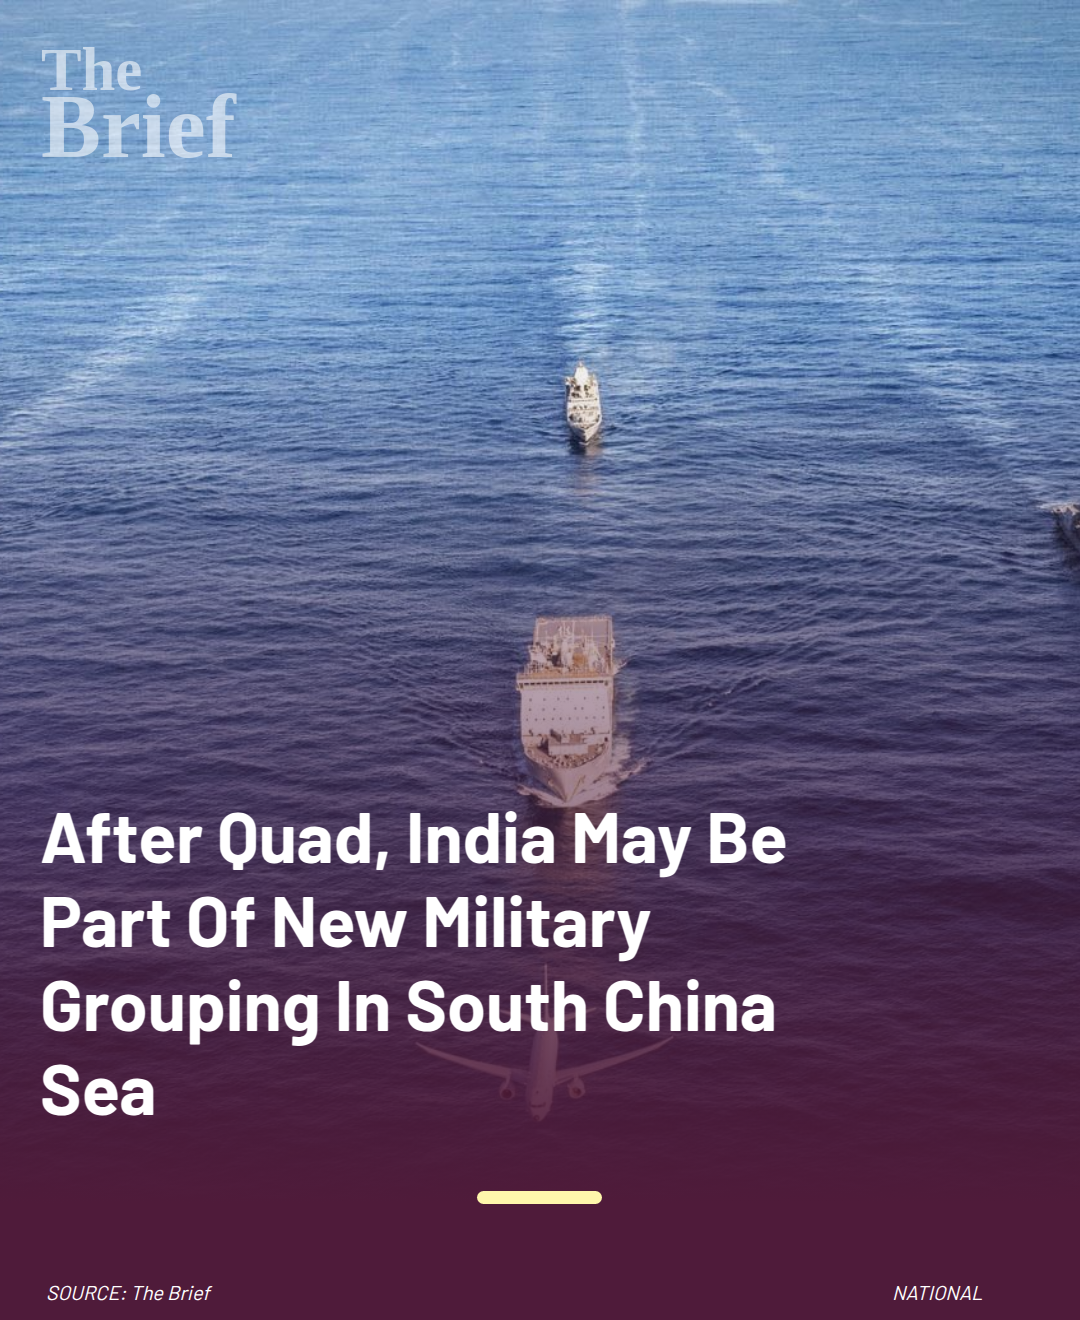 The
Brief
After Quad, India May Be
Part Of New Military
Grouping In South China
Sea
SOURCE: The Brief
NATIONAL